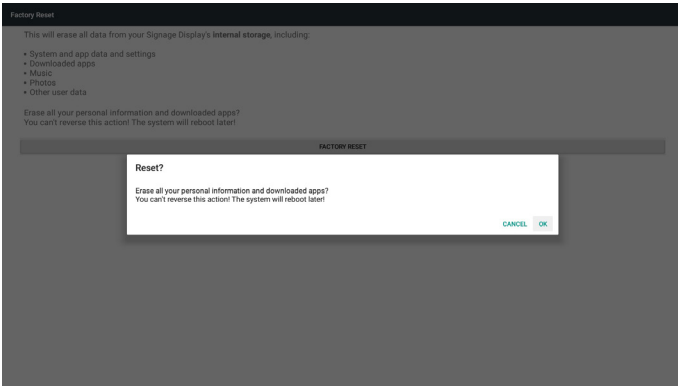 Factory Reset
This will erase all data from your Signage Display's internal storage, including:
• System and app data and settings
• Downloaded apps
• Music
• Photos
• Other user data
Erase all your personal information and downloaded apps?
You can't reverse this action! The system will reboot later!
FACTORY RESET
Reset?
Erase all your personal information and downloaded apps?
You can't reverse this action! The system will reboot later!
CANCEL OK